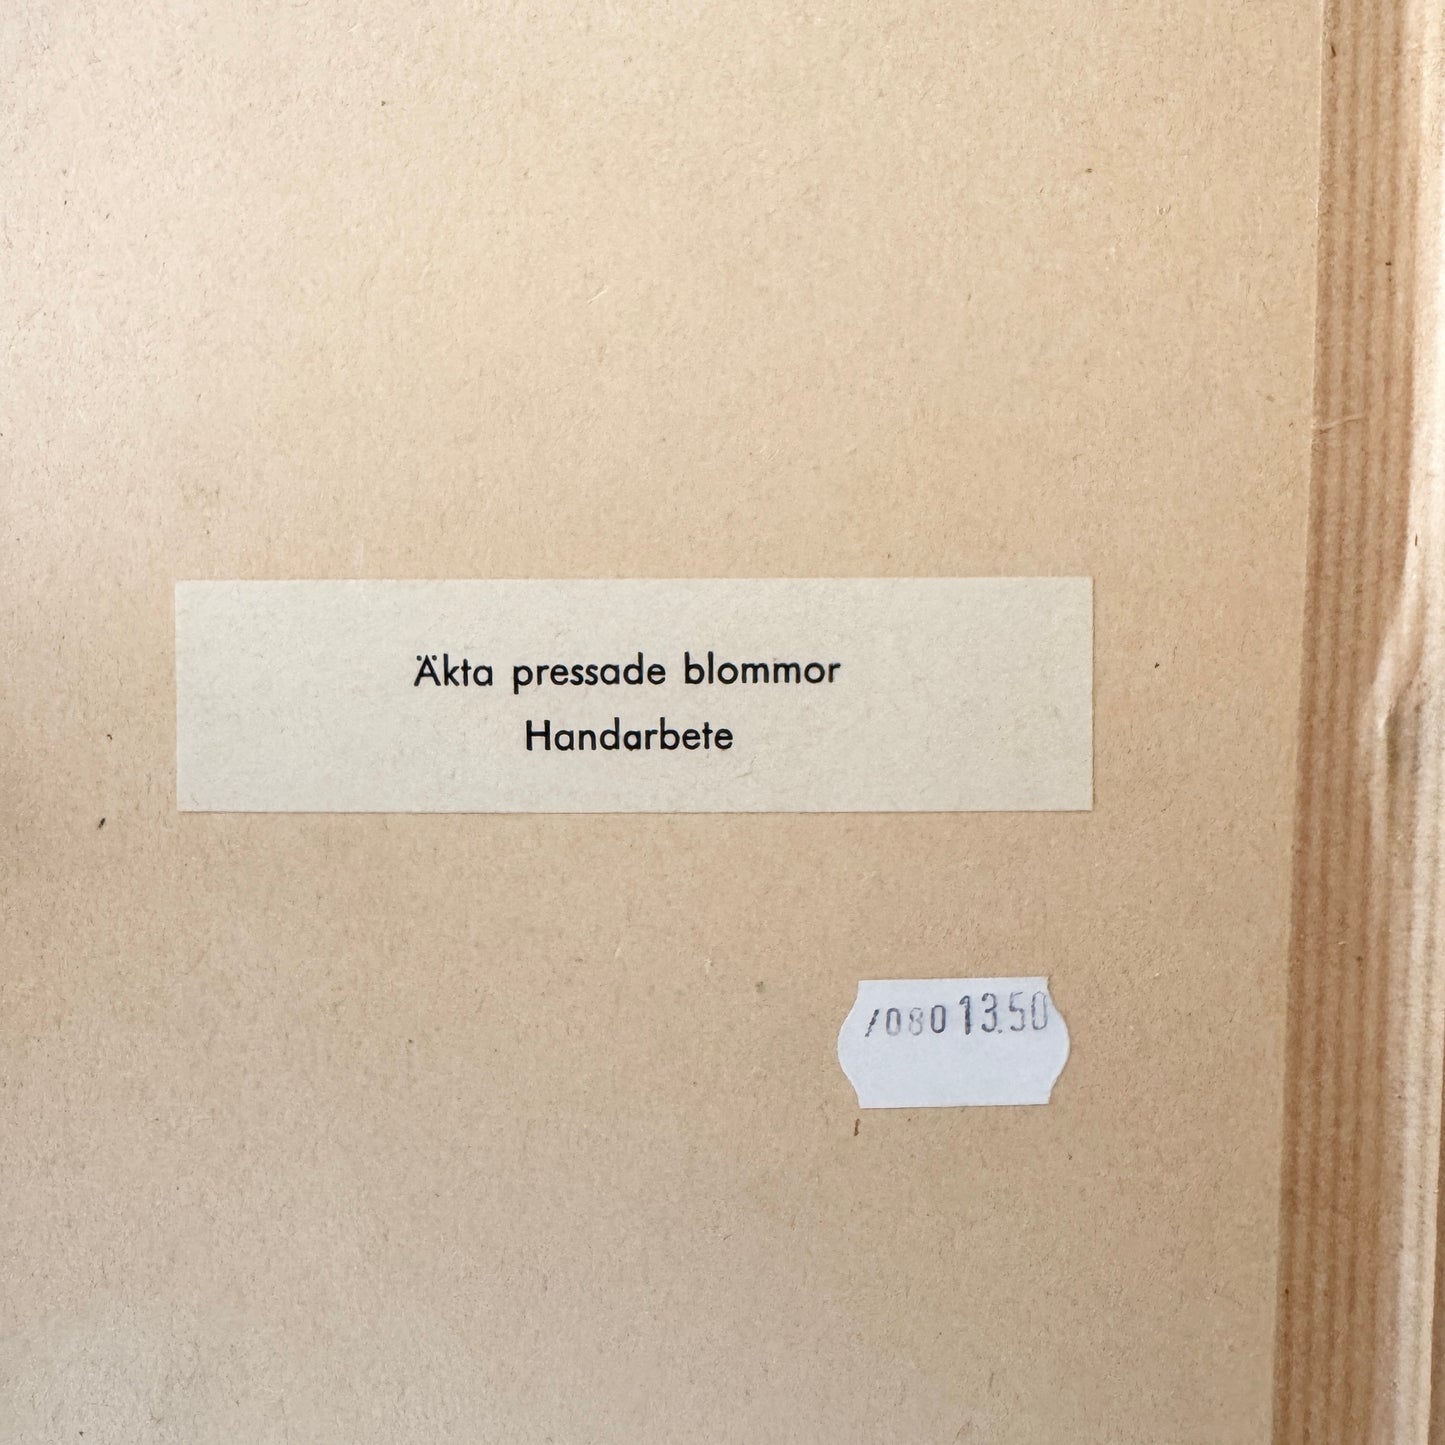 Äkta pressade blommor
Handarbete
/080 13.50